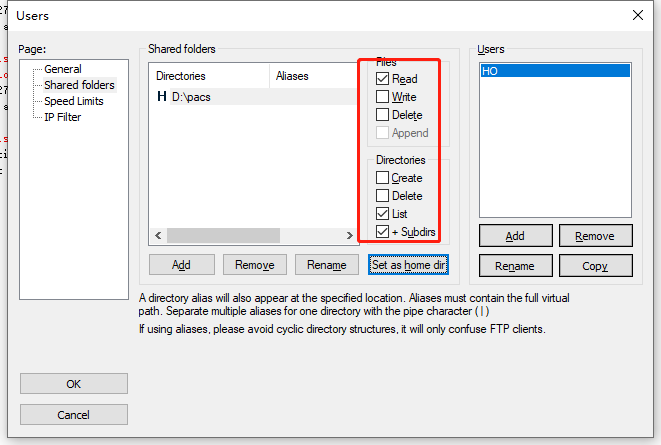 Users
Page:
General
Shared folders
Speed Limits
IP Filter
Shared folders
Directories Aliases
H D:\pacs
Files
Read
Write
Delete
Append
Directories
Create
Delete
List
+ Subdirs
Add Remove Rename Set as home dir
Users
HO
Add Remove
Rename Copy
A directory alias will also appear at the specified location. Aliases must contain the full virtual
path. Separate multiple aliases for one directory with the pipe character (|)
If using aliases, please avoid cyclic directory structures, it will only confuse FTP clients.
OK
Cancel